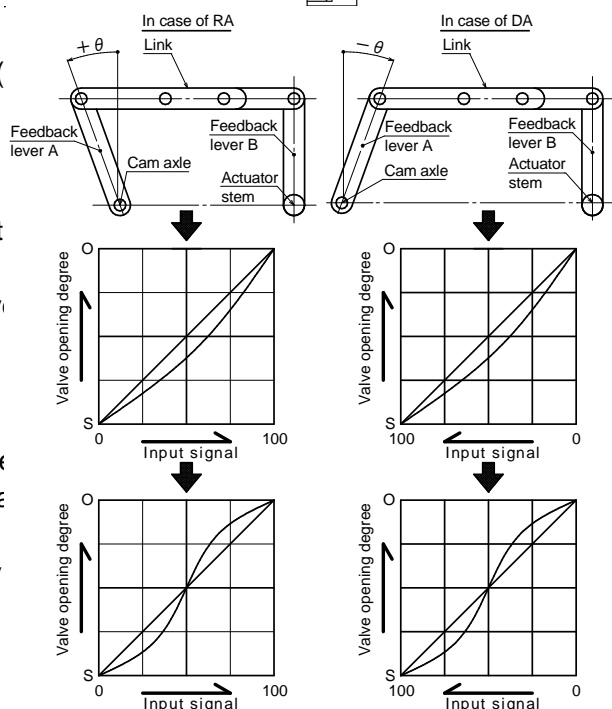 In case of RA
+θ
Link
Feedback
lever A
Feedback
lever B
Cam axle
Actuator
stem
In case of DA
−θ
Link
Feedback
lever A
Feedback
lever B
Cam axle
Actuator
stem
O
Valve opening degree
S
0
100
Input signal
O
Valve opening degree
S
100
0
Input signal
O
Valve opening degree
S
0
100
Input signal
O
Valve opening degree
S
100
0
Input signal